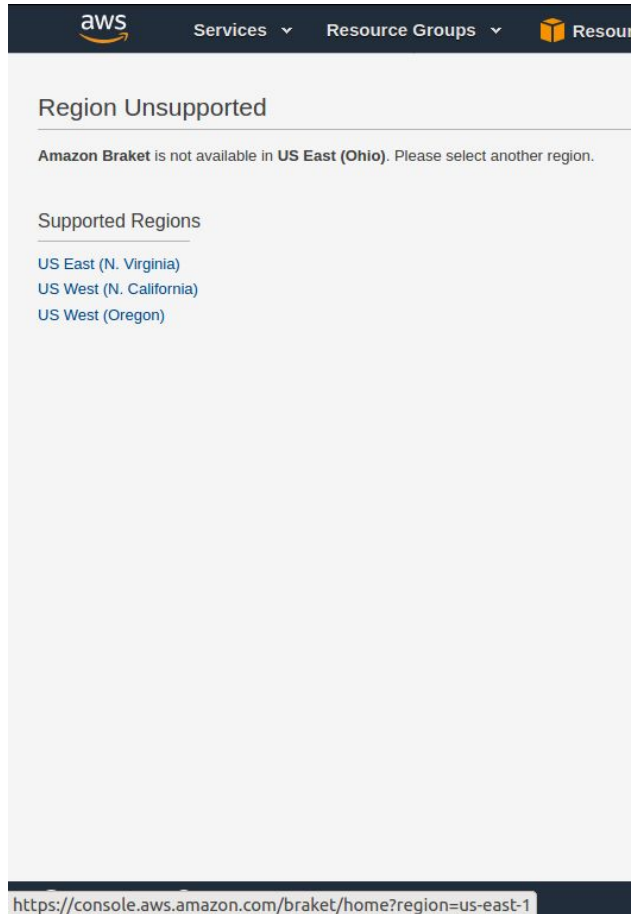 aws Services Resource Groups Resour
Region Unsupported
Amazon Braket is not available in US East (Ohio). Please select another region.
Supported Regions
US East (N. Virginia)
US West (N. California)
US West (Oregon)
https://console.aws.amazon.com/braket/home?region=us-east-1